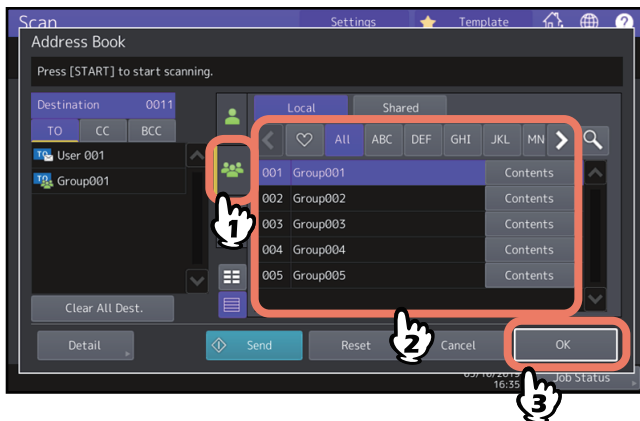 Scan
Settings
Template
?
Address Book
Press [START] to start scanning.
Destination 0011
Local
Shared
TO
CC
BCC
All
ABC
DEF
GHI
JKL
MN
TO User 001
TO Group001
001 Group001 Contents
002 Group002 Contents
003 Group003 Contents
004 Group004 Contents
005 Group005 Contents
1
2
Clear All Dest.
Detail
Send
Reset
Cancel
OK
16:35
Job Status
3